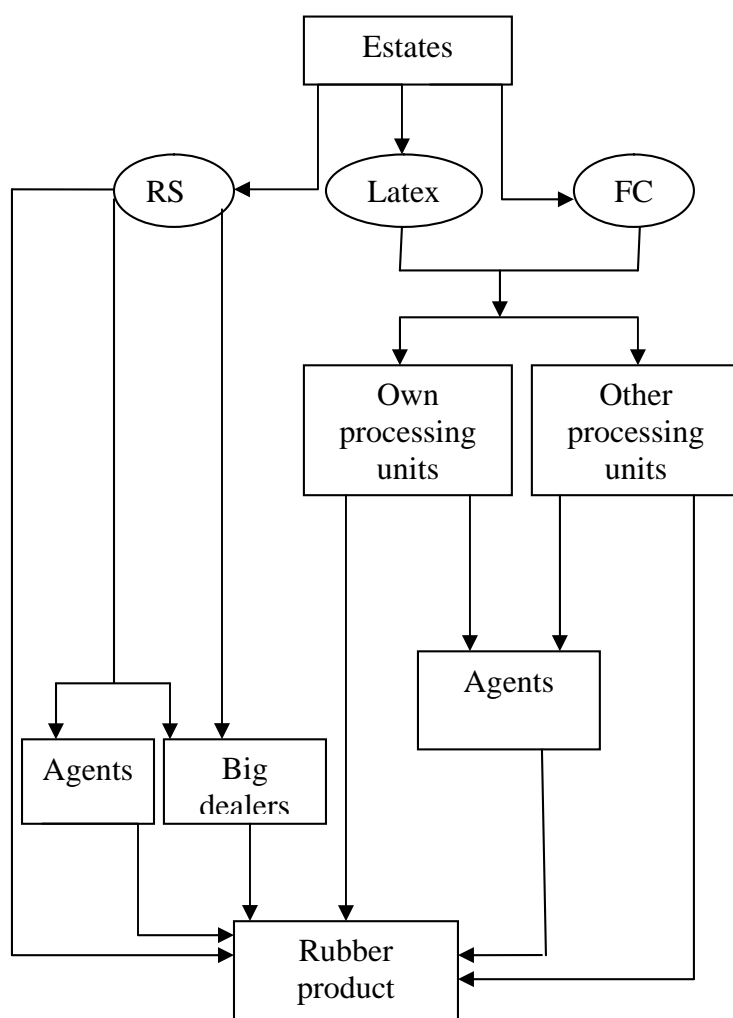 Estates
RS
Latex
FC
Own
processing
units
Other
processing
units
Agents
Agents
Big
dealers
Rubber
product